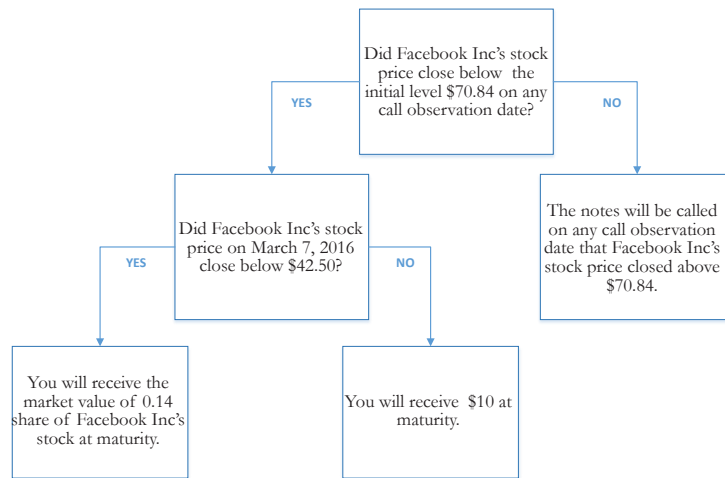 Did Facebook Inc's stock
price close below the
initial level $70.84 on any
call observation date?
YES
NO
Did Facebook Inc's stock
price on March 7, 2016
close below $42.50?
The notes will be called
on any call observation
date that Facebook Inc's
stock price closed above
$70.84.
YES
NO
You will receive the
market value of 0.14
share of Facebook Inc's
stock at maturity.
You will receive $10 at
maturity.